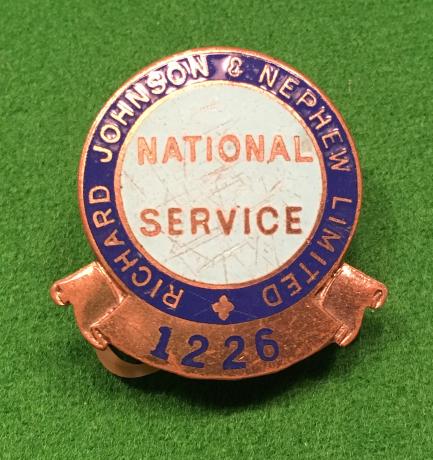 RICHARD JOHNSON & NEPHEW LIMITED
NATIONAL
SERVICE
1226